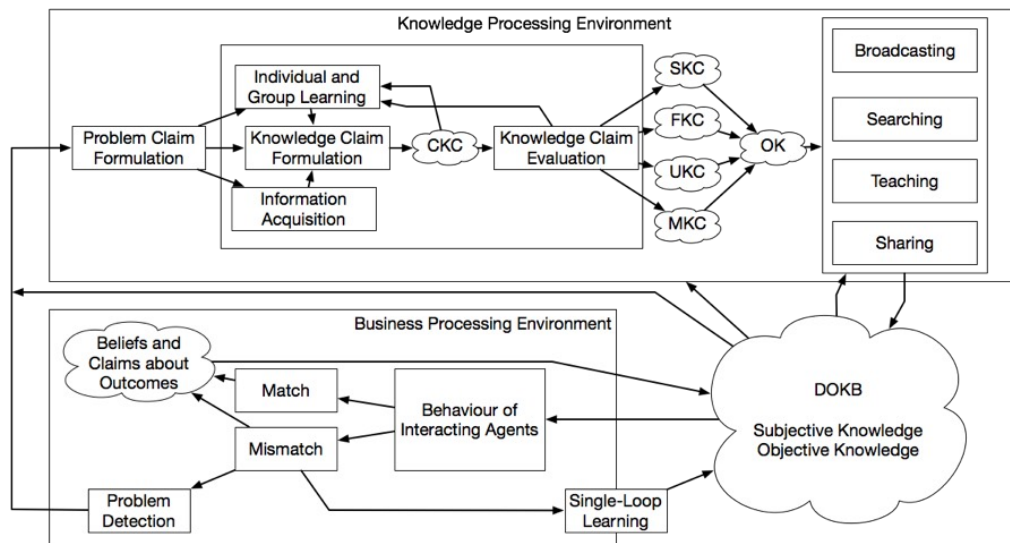 Knowledge Processing Environment
Individual and
Group Learning
Problem Claim
Formulation
Knowledge Claim
Formulation
Information
Acquisition
CKC
Knowledge Claim
Evaluation
SKC
FKC
UKC
MKC
OK
Broadcasting
Searching
Teaching
Sharing
Business Processing Environment
Beliefs and
Claims about
Outcomes
Match
Mismatch
Behaviour of
Interacting Agents
Problem
Detection
Single-Loop
Learning
DOKB
Subjective Knowledge
Objective Knowledge